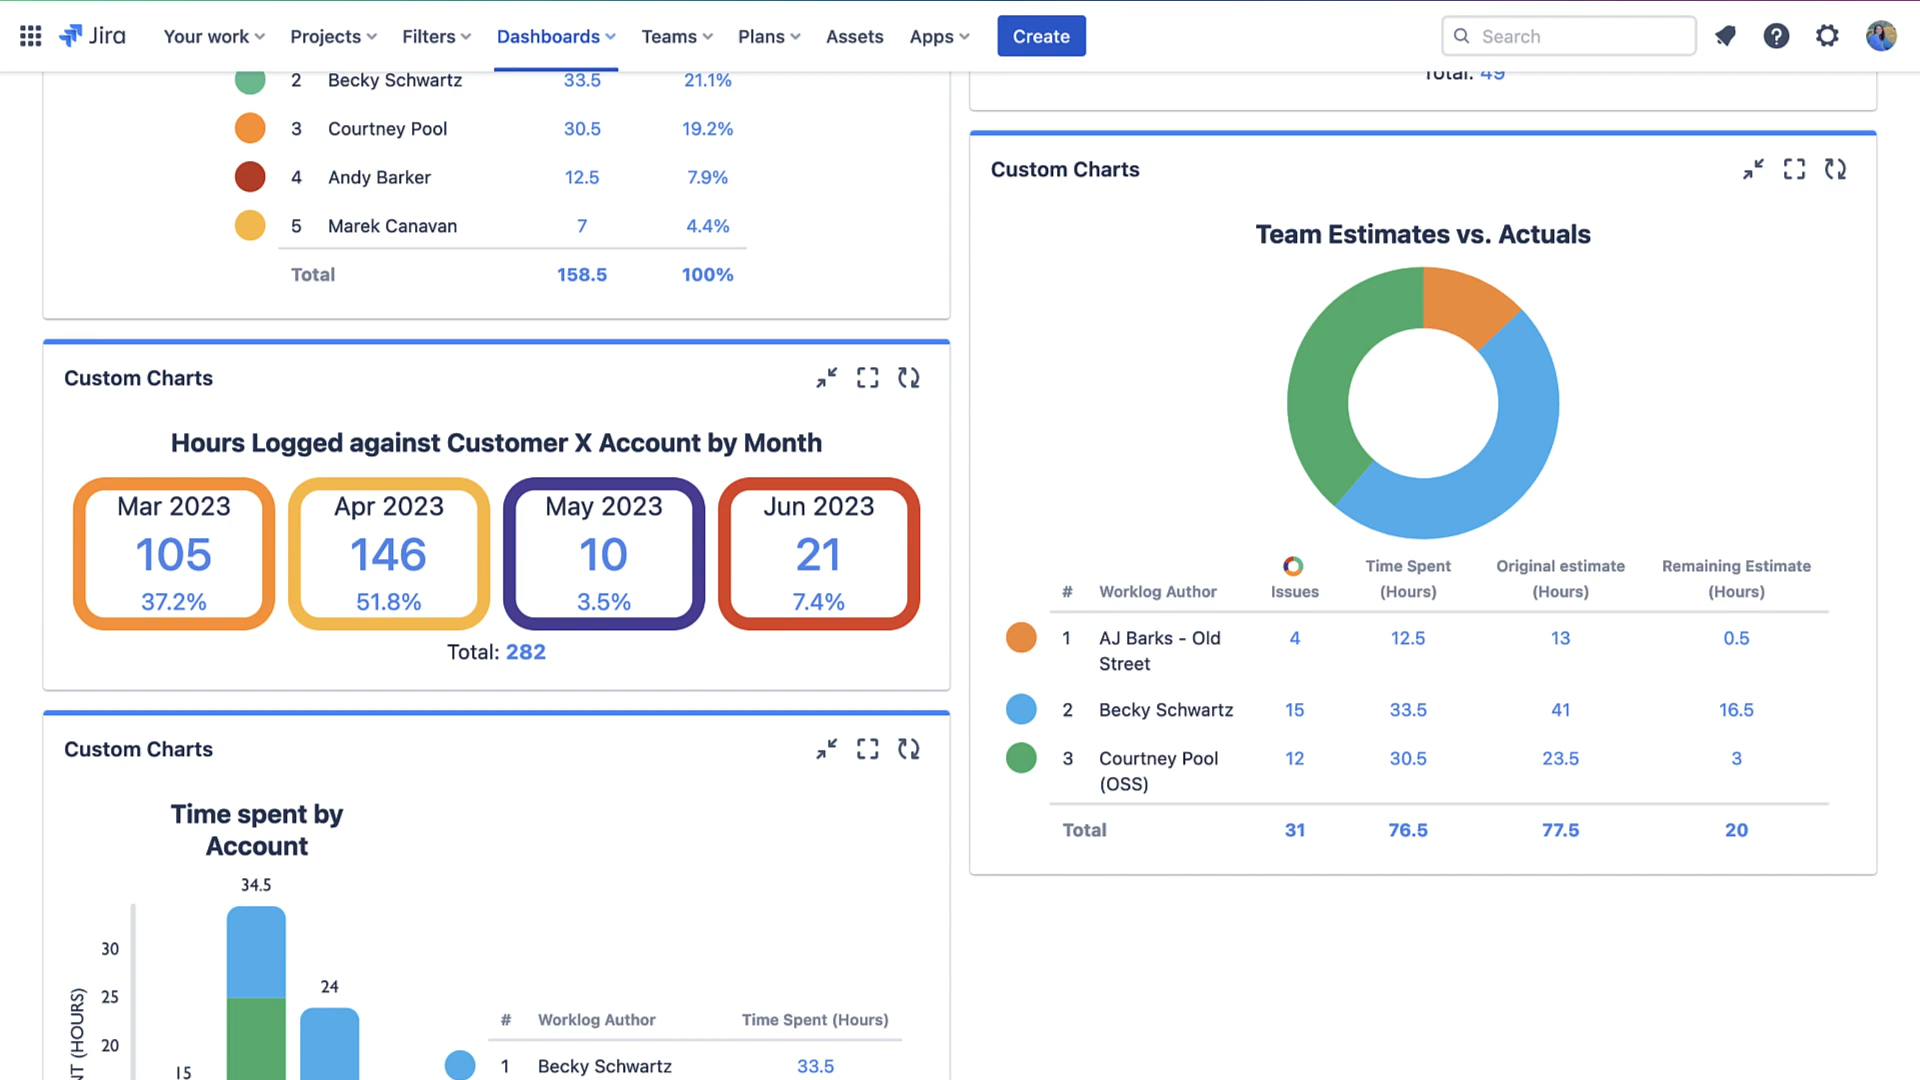 Jira Your work Projects Filters Dashboards Teams Plans Assets Apps Create Search
2 Becky Schwartz 33.5 21.1%
3 Courtney Pool 30.5 19.2%
4 Andy Barker 12.5 7.9%
5 Marek Canavan 7 4.4%
Total 158.5 100%
Custom Charts
Hours Logged against Customer X Account by Month
Mar 2023
105
37.2%
Apr 2023
146
51.8%
May 2023
10
3.5%
Jun 2023
21
7.4%
Total: 282
Custom Charts
Time spent by
Account
34.5
30
24
25
20
15
NT (HOURS)
# Worklog Author Time Spent (Hours)
1 Becky Schwartz 33.5
Total: 49
Custom Charts
Team Estimates vs. Actuals
# Worklog Author Issues Time Spent (Hours) Original estimate (Hours) Remaining Estimate (Hours)
1 AJ Barks - Old Street 4 12.5 13 0.5
2 Becky Schwartz 15 33.5 41 16.5
3 Courtney Pool (OSS) 12 30.5 23.5 3
Total 31 76.5 77.5 20